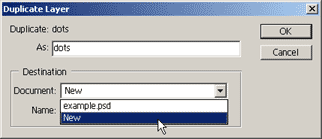 Duplicate Layer
Duplicate: dots
As: dots
OK
Cancel
Destination
Document: New
example.psd
Name: New